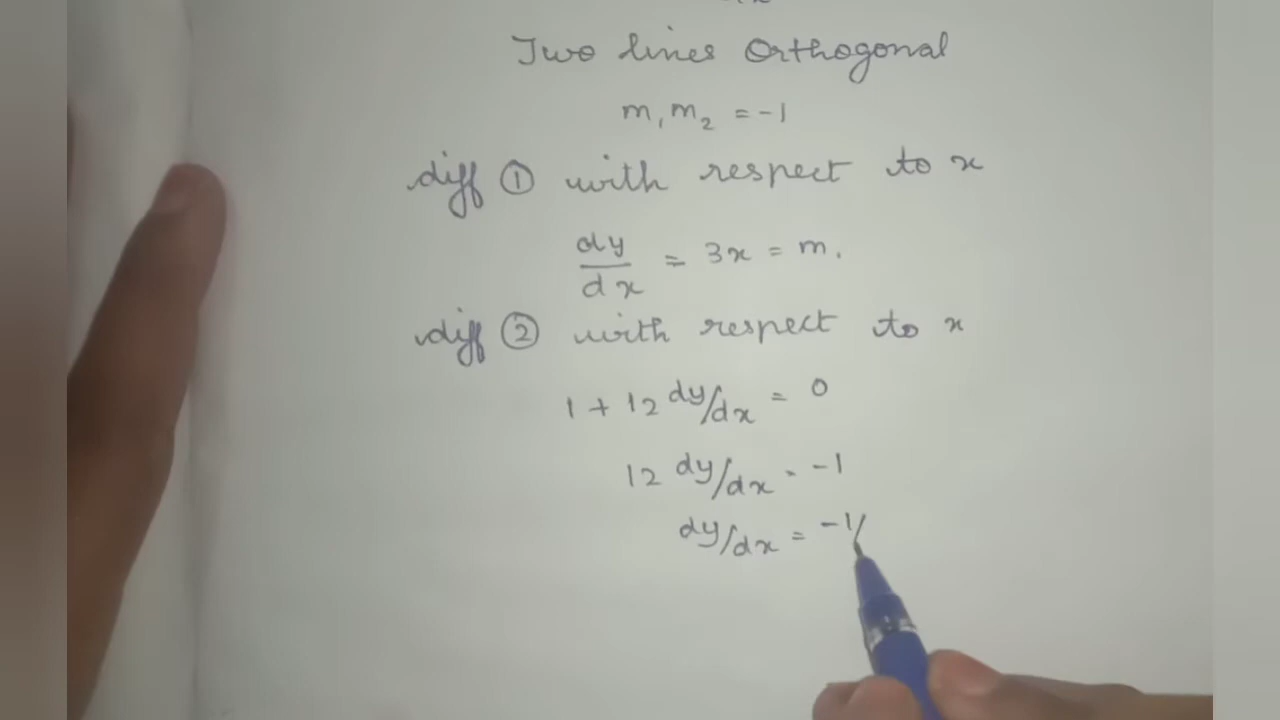 Two lines Orthogonal
m₁m₂ = -1
diff ① with respect to x
dy/dx = 3x = m₁
diff ② with respect to x
1 + 12 dy/dx = 0
12 dy/dx = -1
dy/dx = -1/